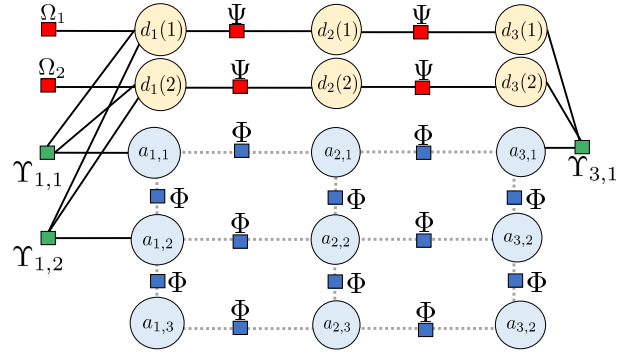 Ω₁ d₁(1) Ψ d₂(1) Ψ d₃(1)
Ω₂ d₁(2) Ψ d₂(2) Ψ d₃(2)
Υ₁,₁ a₁,₁ Φ a₂,₁ Φ a₃,₁ Υ₃,₁
Φ Φ Φ
Υ₁,₂ a₁,₂ Φ a₂,₂ Φ a₃,₂
Φ Φ Φ
a₁,₃ Φ a₂,₃ Φ a₃,₂